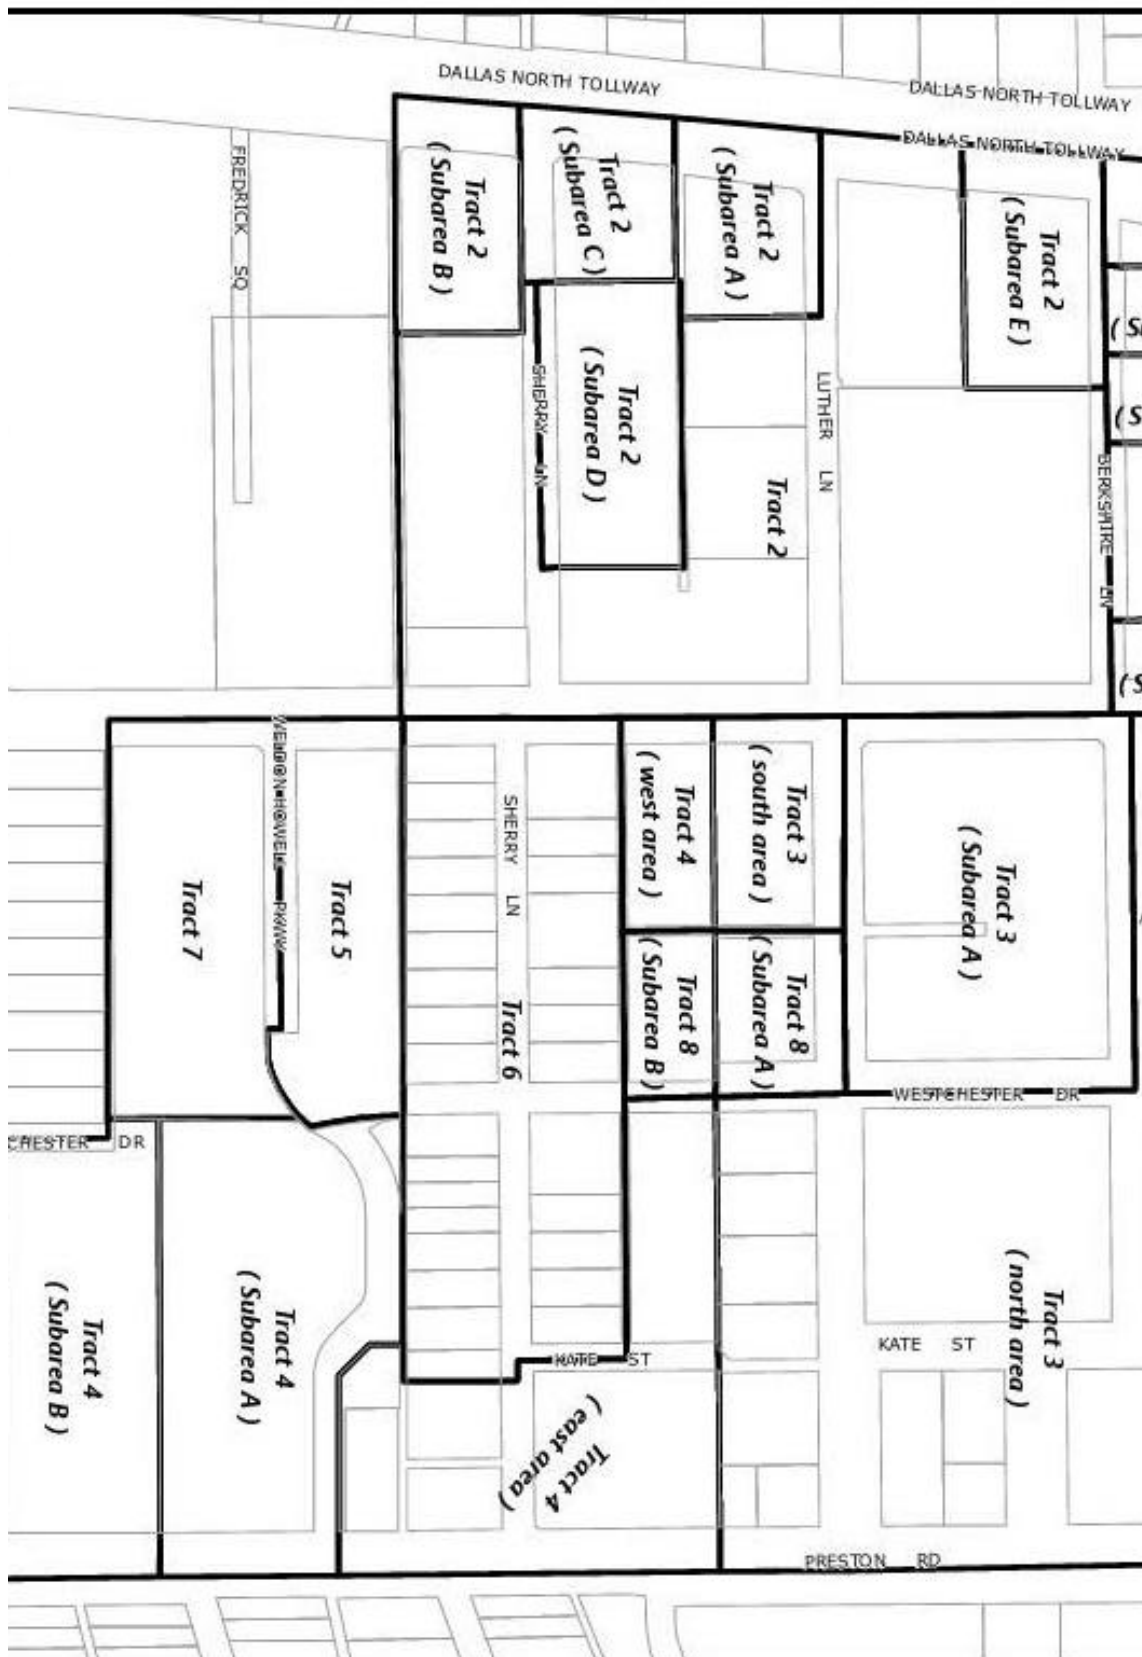 DALLAS NORTH TOLLWAY
DALLAS NORTH TOLLWAY
DALLAS NORTH TOLLWAY
FREDRICK SQ
Tract 2
( Subarea B )
Tract 2
( Subarea C )
Tract 2
( Subarea A )
Tract 2
( Subarea E )
SHERRY LN
Tract 2
( Subarea D )
LUTHER LN
Tract 2
BERKSHIRE LN
WELDON HOWELL PKWY
Tract 7
Tract 5
SHERRY LN
Tract 6
Tract 4
( west area )
Tract 3
( south area )
Tract 3
( Subarea A )
Tract 8
( Subarea B )
Tract 8
( Subarea A )
WESTCHESTER DR
CHESTER DR
Tract 4
( Subarea B )
Tract 4
( Subarea A )
KATE ST
KATE ST
Tract 3
( north area )
Tract 4
( east area )
PRESTON RD